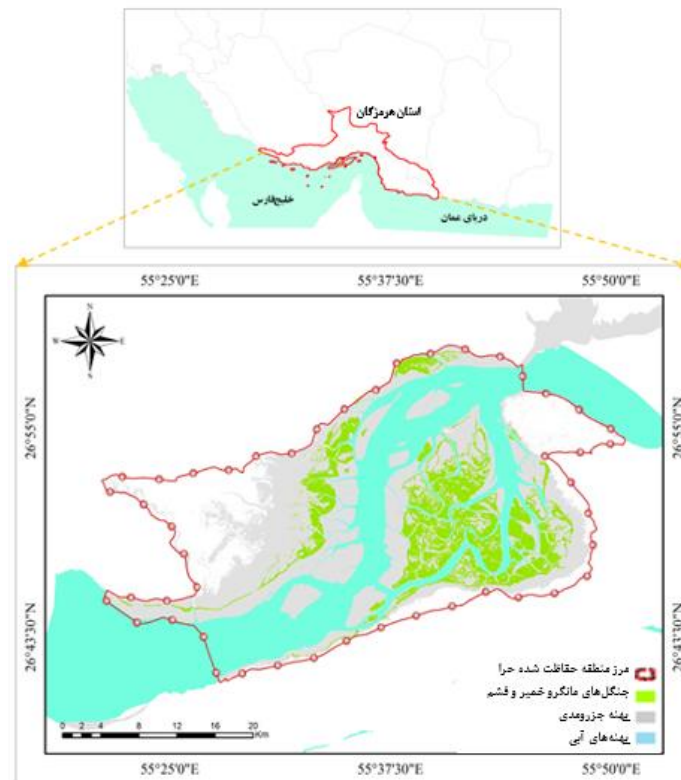 استان هرمزگان
خلیج‌فارس
دریای عمان
55°25'0"E 55°37'30"E 55°50'0"E
N
W E
S
26°55'0"N 26°55'0"N
26°43'30"N 26°43'30"N
مرز منطقه حفاظت شده حرا
جنگل‌های مانگرو خمیر و قشم
پهنه جزرومدی
پهنه‌های آبی
0 2 4 8 12 16 20
Km
55°25'0"E 55°37'30"E 55°50'0"E